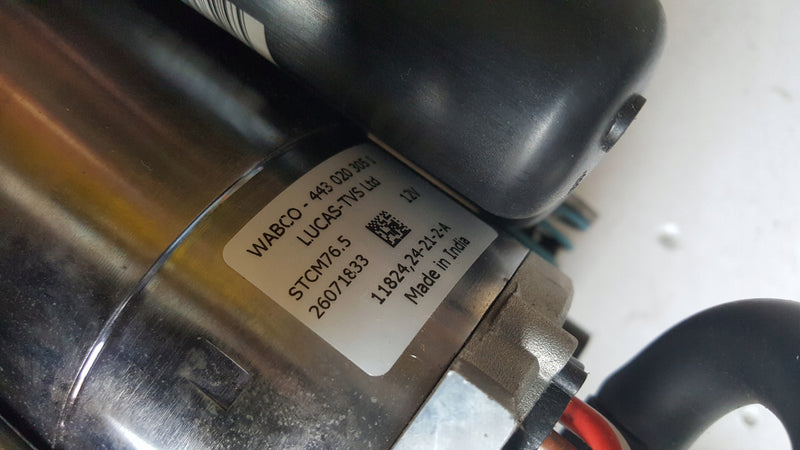 WABCO - 443 020 305 1
LUCAS-TVS Ltd
STCM76.5
12V
26071833
11824,24-21-2-A
Made in India